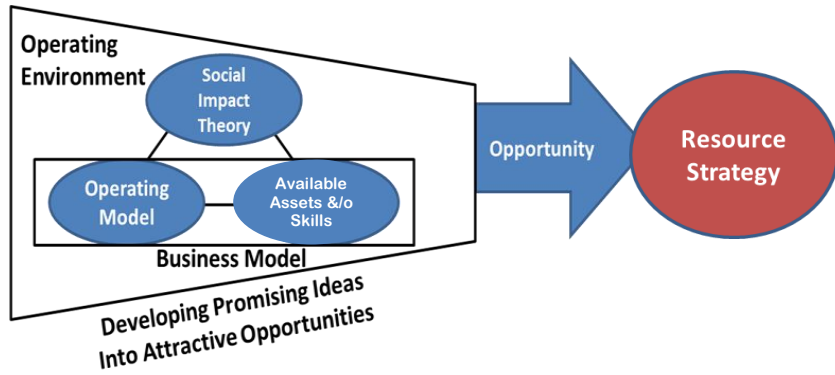 Operating
Environment
Social
Impact
Theory
Operating
Model
Available
Assets &/o
Skills
Business Model
Developing Promising Ideas
Into Attractive Opportunities
Opportunity
Resource
Strategy